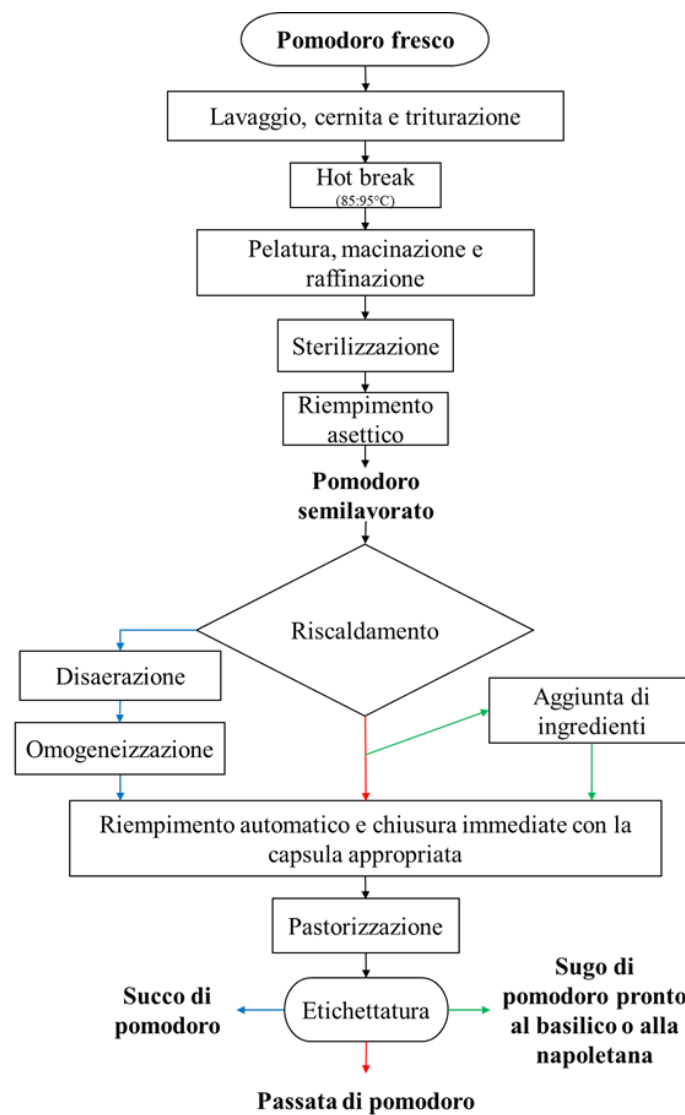 Pomodoro fresco
Lavaggio, cernita e triturazione
Hot break
(85:95°C)
Pelatura, macinazione e
raffinazione
Sterilizzazione
Riempimento
asettico
Pomodoro
semilavorato
Riscaldamento
Disaerazione
Aggiunta di
ingredienti
Omogeneizzazione
Riempimento automatico e chiusura immediate con la
capsula appropriata
Pastorizzazione
Etichettatura
Succo di
pomodoro
Sugo di
pomodoro pronto
al basilico o alla
napoletana
Passata di pomodoro